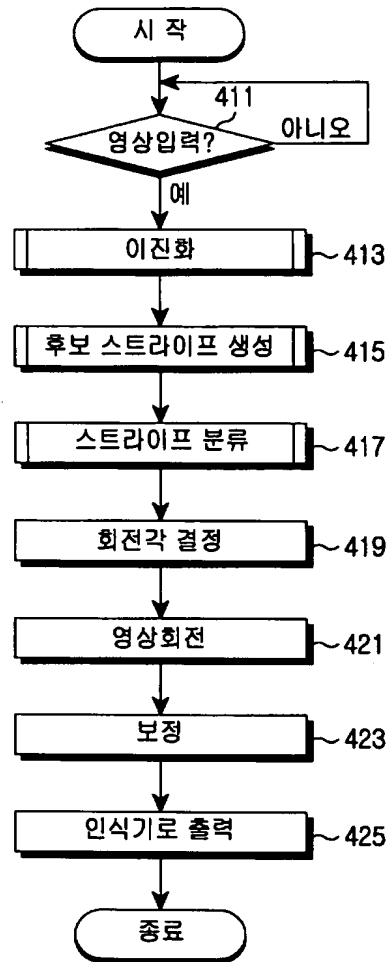 시 작
411
영상입력?
아니오
예
이진화
413
후보 스트라이프 생성
415
스트라이프 분류
417
회전각 결정
419
영상회전
421
보정
423
인식기로 출력
425
종료